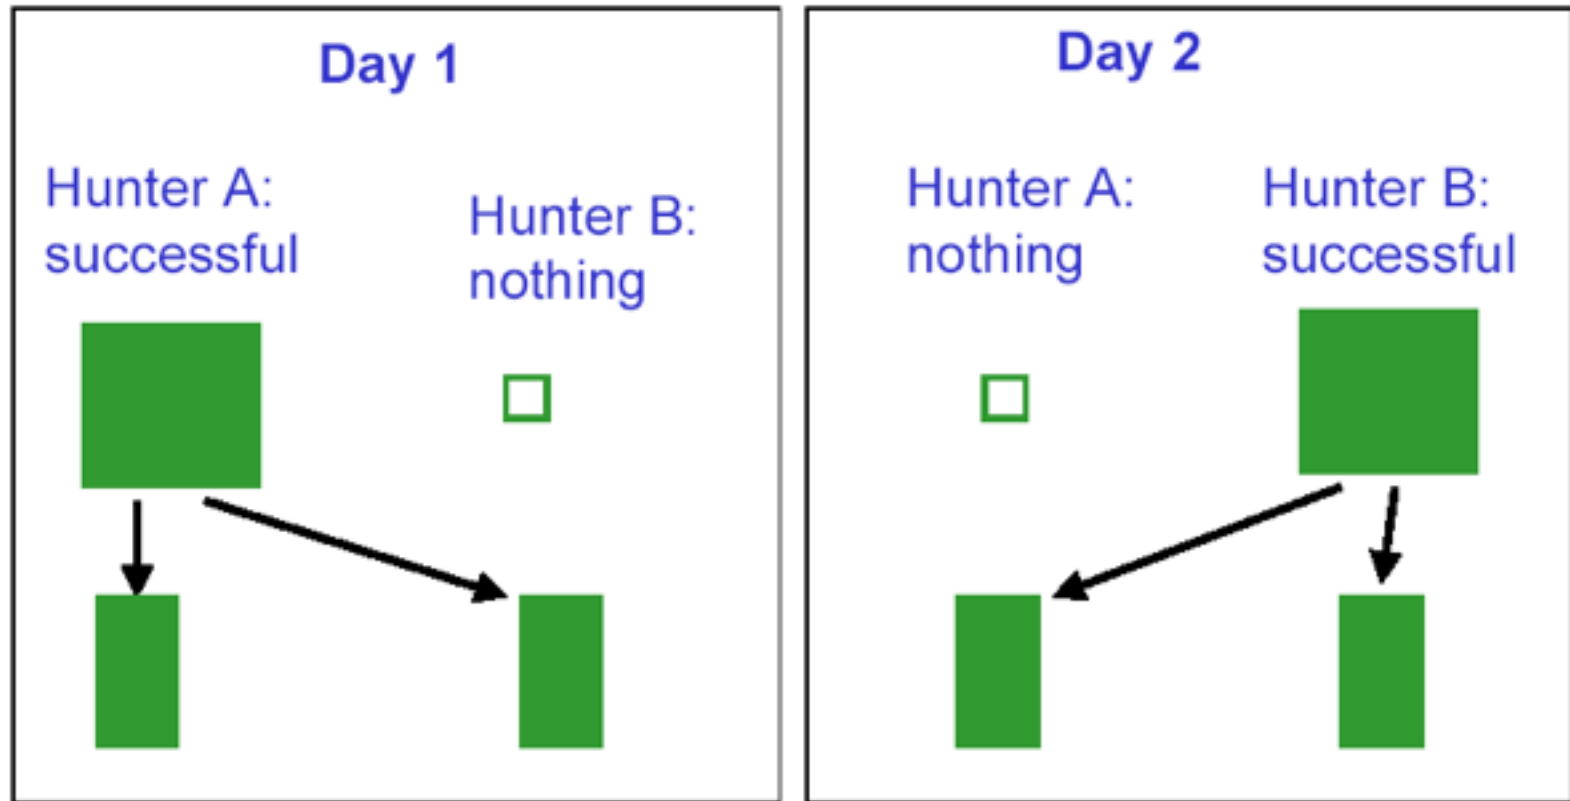 Day 1
Hunter A:
successful
Hunter B:
nothing
Day 2
Hunter A:
nothing
Hunter B:
successful